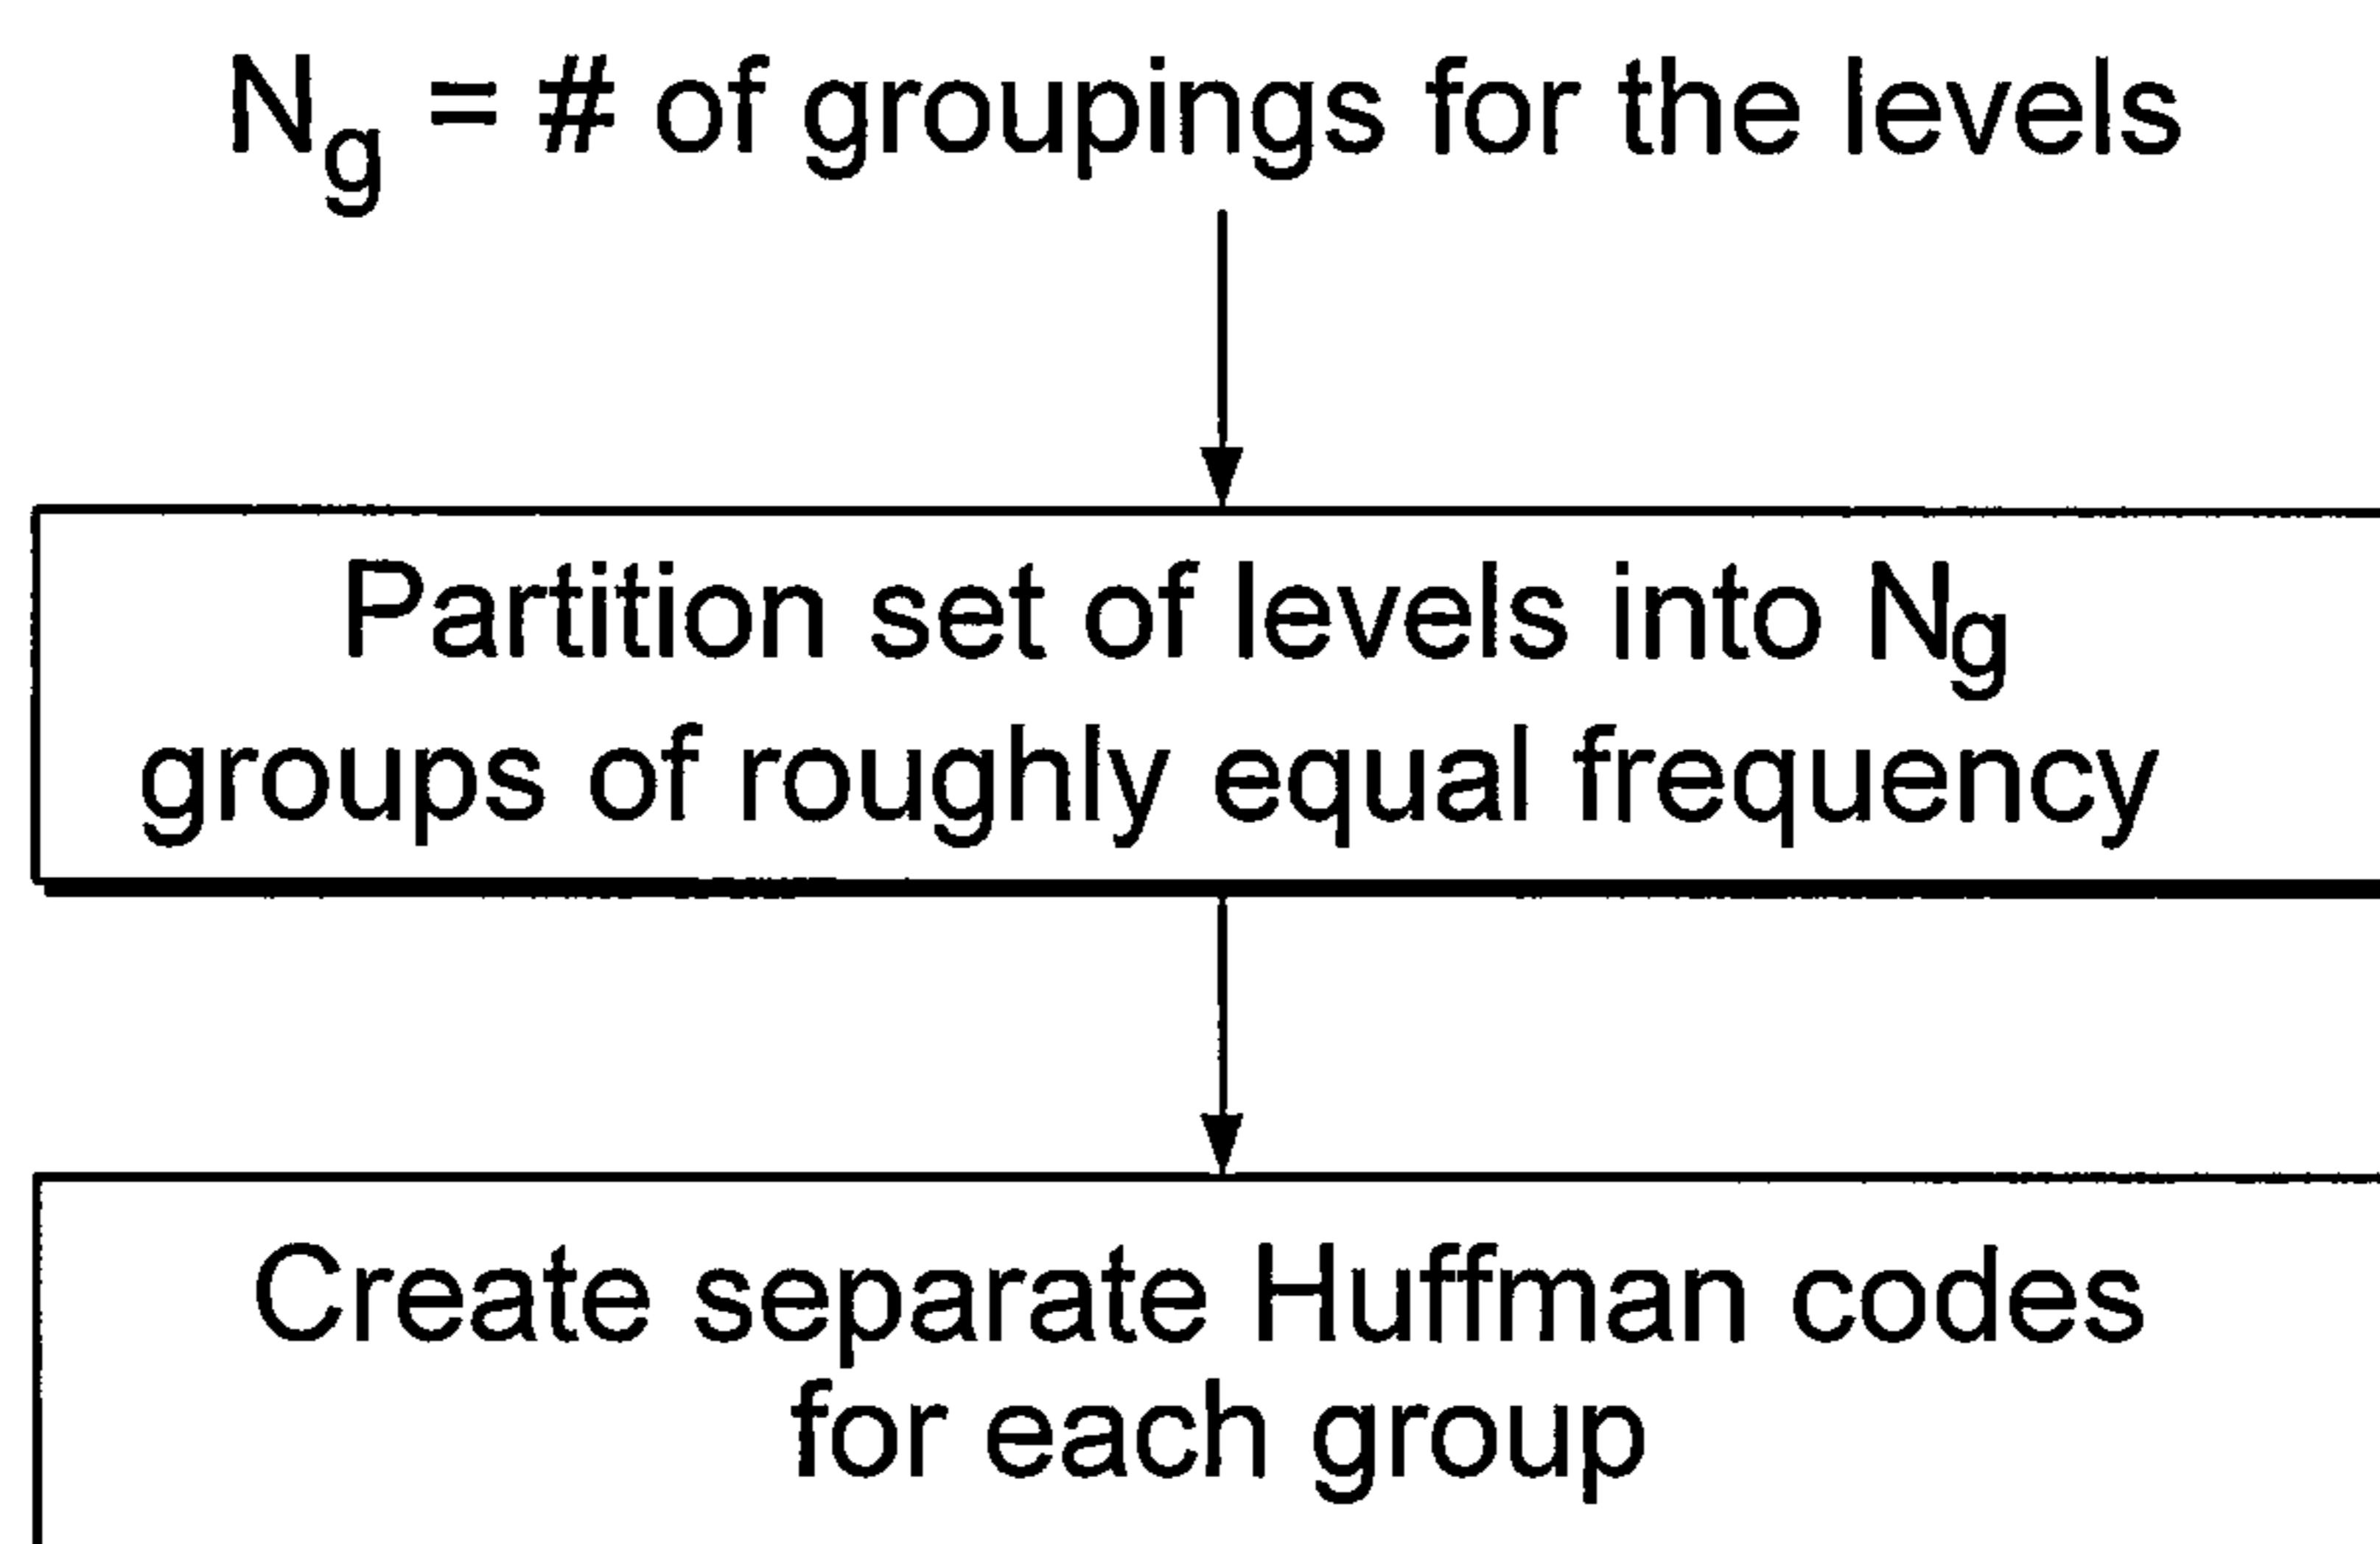 N_g = # of groupings for the levels
Partition set of levels into N_g
groups of roughly equal frequency
Create separate Huffman codes
for each group